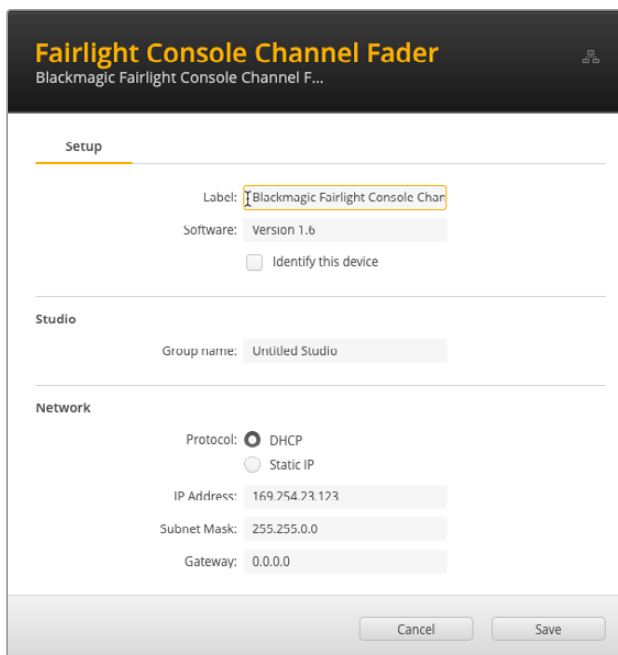 Fairlight Console Channel Fader
Blackmagic Fairlight Console Channel F...
Setup
Label: Blackmagic Fairlight Console Chan
Software: Version 1.6
Identify this device
Studio
Group name: Untitled Studio
Network
Protocol: DHCP
Static IP
IP Address: 169.254.23.123
Subnet Mask: 255.255.0.0
Gateway: 0.0.0.0
Cancel Save